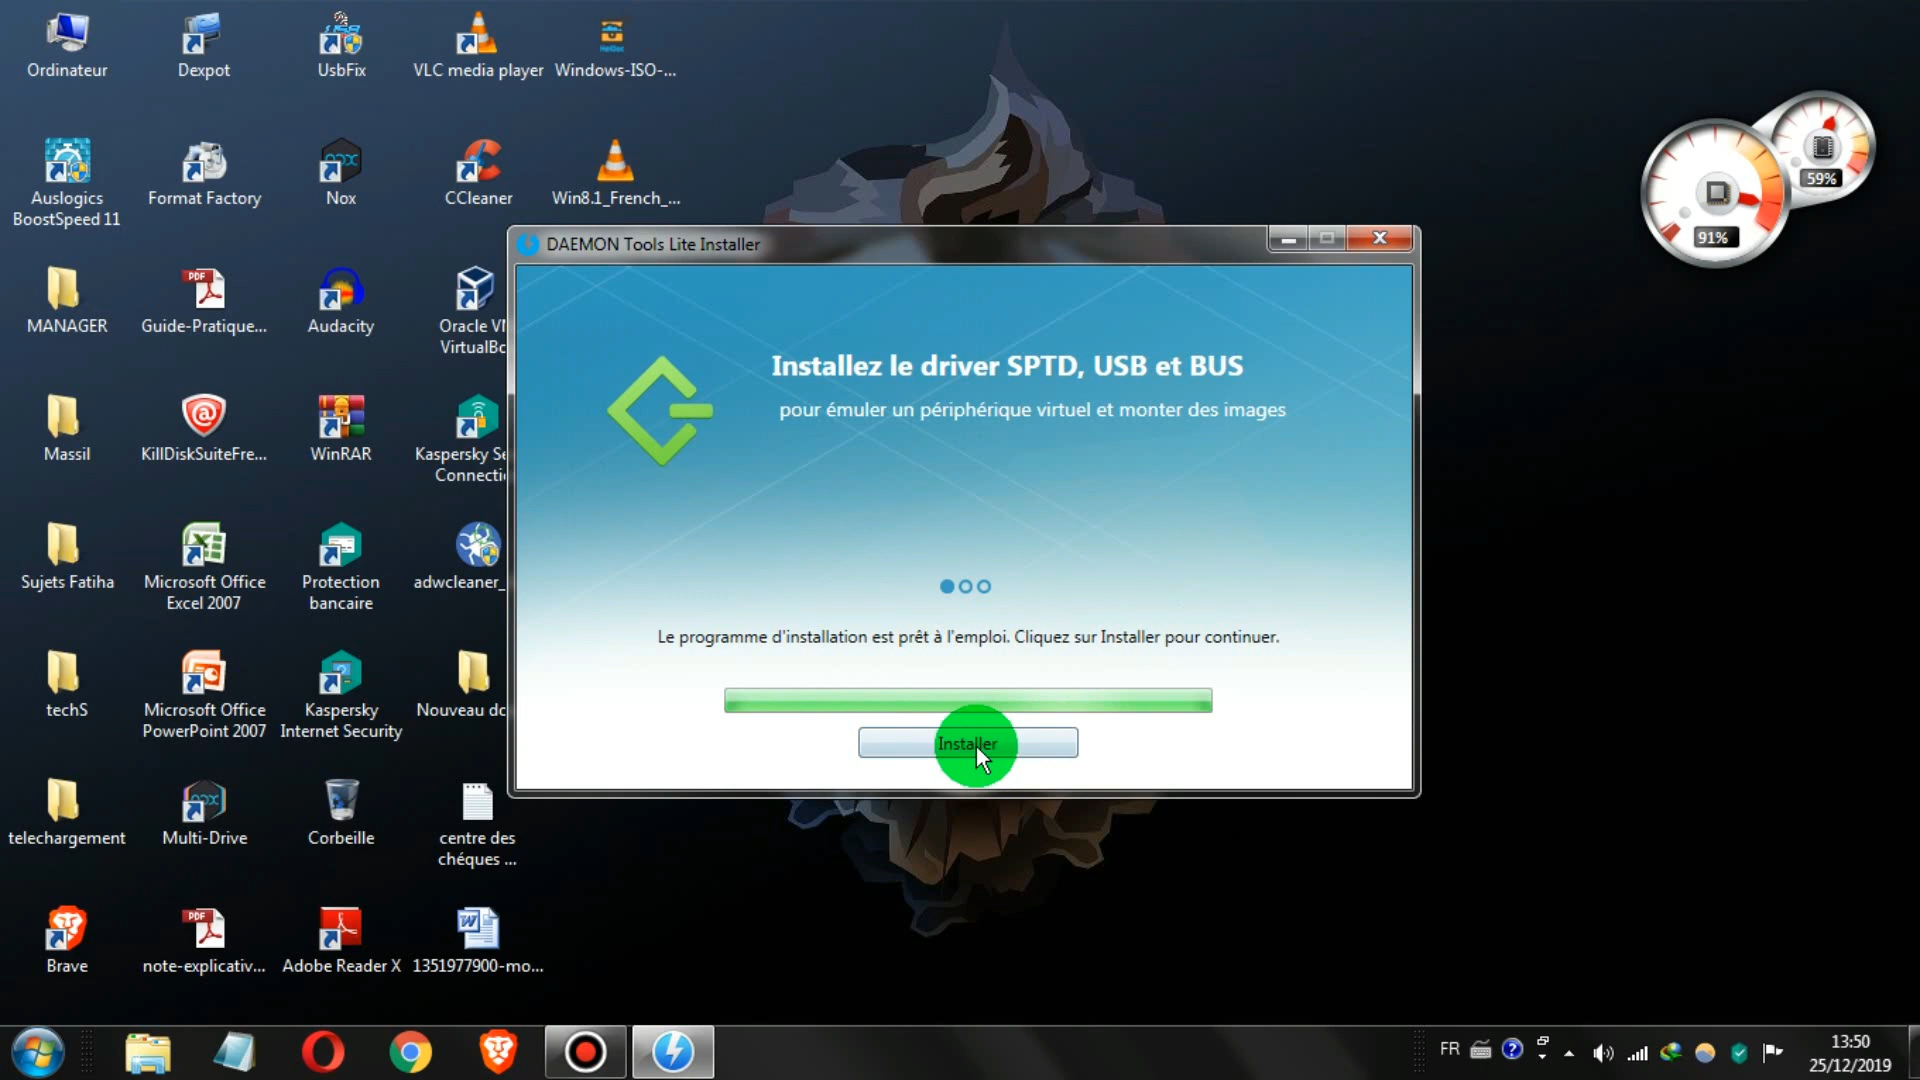 Ordinateur
Dexpot
UsbFix
VLC media player
Windows-ISO-...
Auslogics
BoostSpeed 11
Format Factory
Nox
CCleaner
Win8.1_French_...
MANAGER
Guide-Pratique...
Audacity
Oracle VM
VirtualBo
Massil
KillDiskSuiteFre...
WinRAR
Kaspersky Se
Connecti
Sujets Fatiha
Microsoft Office
Excel 2007
Protection
bancaire
adwcleaner_
techS
Microsoft Office
PowerPoint 2007
Kaspersky
Internet Security
Nouveau do
telechargement
Multi-Drive
Corbeille
centre des
chéques ...
Brave
note-explicativ...
Adobe Reader X
1351977900-mo...
59%
91%
DAEMON Tools Lite Installer
Installez le driver SPTD, USB et BUS
pour émuler un périphérique virtuel et monter des images
Le programme d'installation est prêt à l'emploi. Cliquez sur Installer pour continuer.
Installer
FR
13:50
25/12/2019